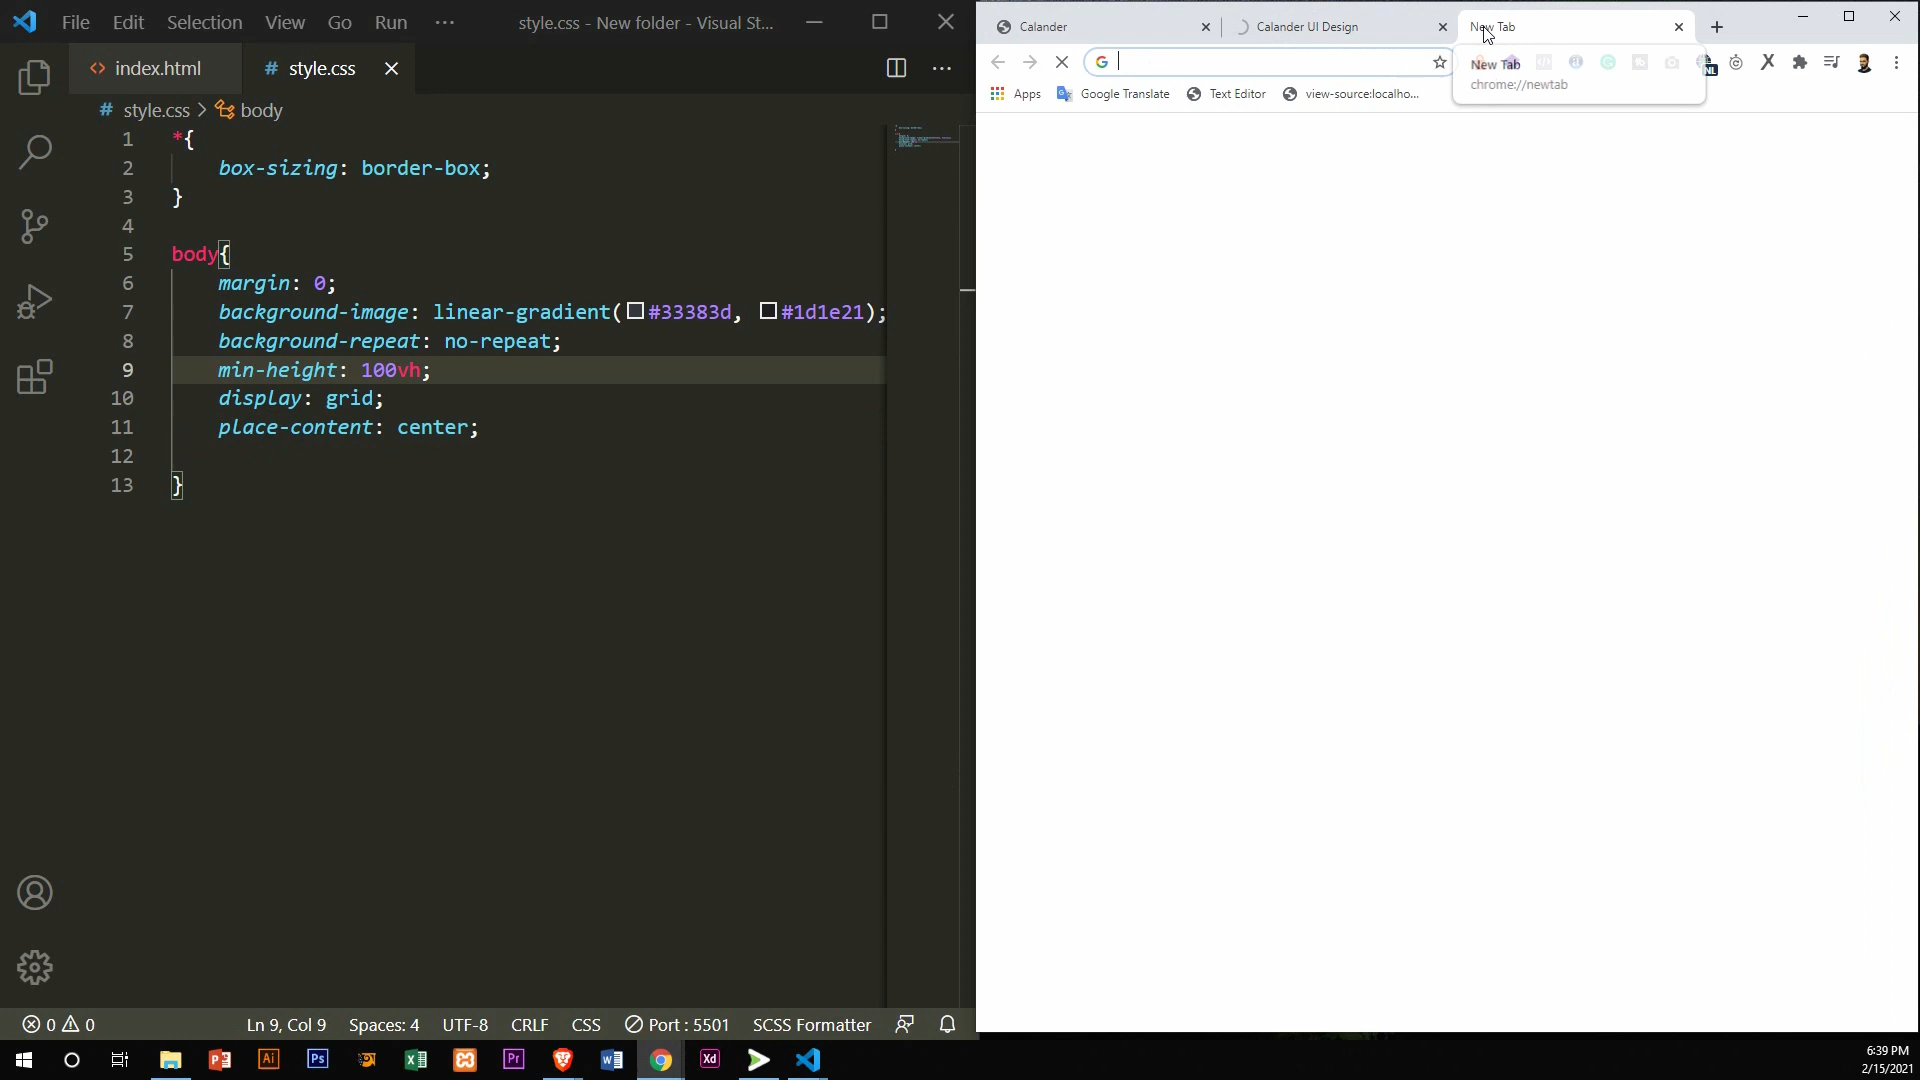 File Edit Selection View Go Run ··· style.css - New folder - Visual St...
index.html style.css
style.css > body
1 *{
2 box-sizing: border-box;
3 }
4
5 body{
6 margin: 0;
7 background-image: linear-gradient(#33383d, #1d1e21);
8 background-repeat: no-repeat;
9 min-height: 100vh;
10 display: grid;
11 place-content: center;
12
13 }
0 0 Ln 9, Col 9 Spaces: 4 UTF-8 CRLF CSS Port : 5501 SCSS Formatter
Calander Calander UI Design New Tab
Apps Google Translate Text Editor view-source:localho...
New Tab
chrome://newtab
NL
Ai Ps Pr Xd
6:39 PM
2/15/2021